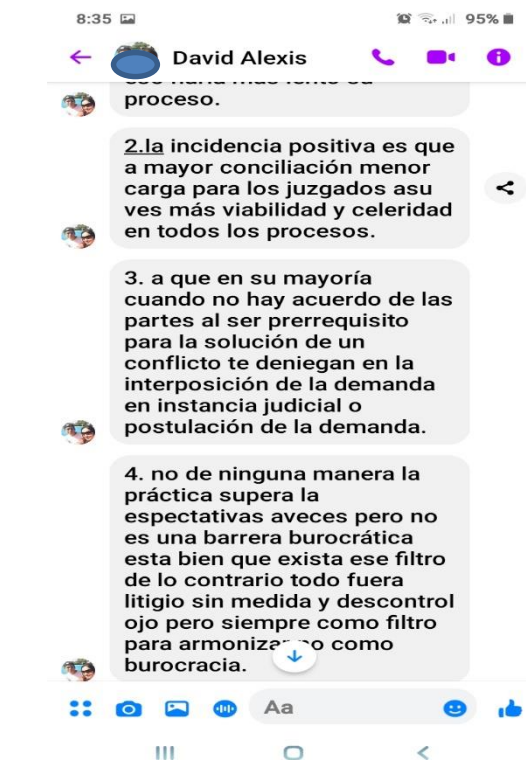 8:35 95%
David Alexis
proceso.
2.la incidencia positiva es que
a mayor conciliación menor
carga para los juzgados asu
ves más viabilidad y celeridad
en todos los procesos.
3. a que en su mayoría
cuando no hay acuerdo de las
partes al ser prerrequisito
para la solución de un
conflicto te deniegan en la
interposición de la demanda
en instancia judicial o
postulación de la demanda.
4. no de ninguna manera la
práctica supera la
espectativas aveces pero no
es una barrera burocrática
esta bien que exista ese filtro
de lo contrario todo fuera
litigio sin medida y descontrol
ojo pero siempre como filtro
para como
burocracia.
Aa